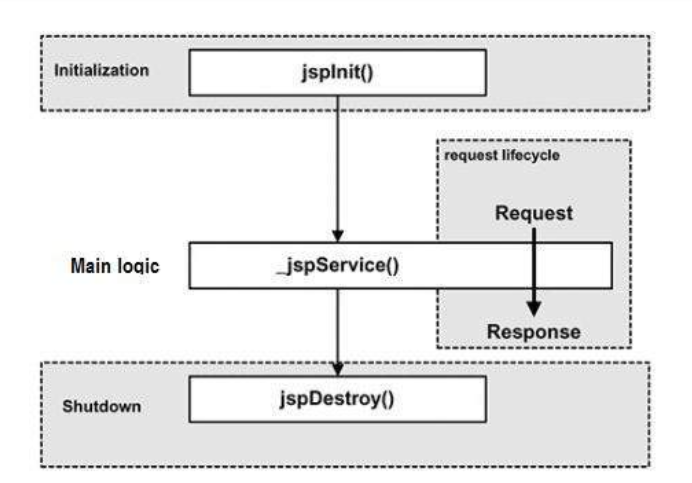 Initialization
jspInit()
request lifecycle
Request
Main logic
_jspService()
Response
Shutdown
jspDestroy()